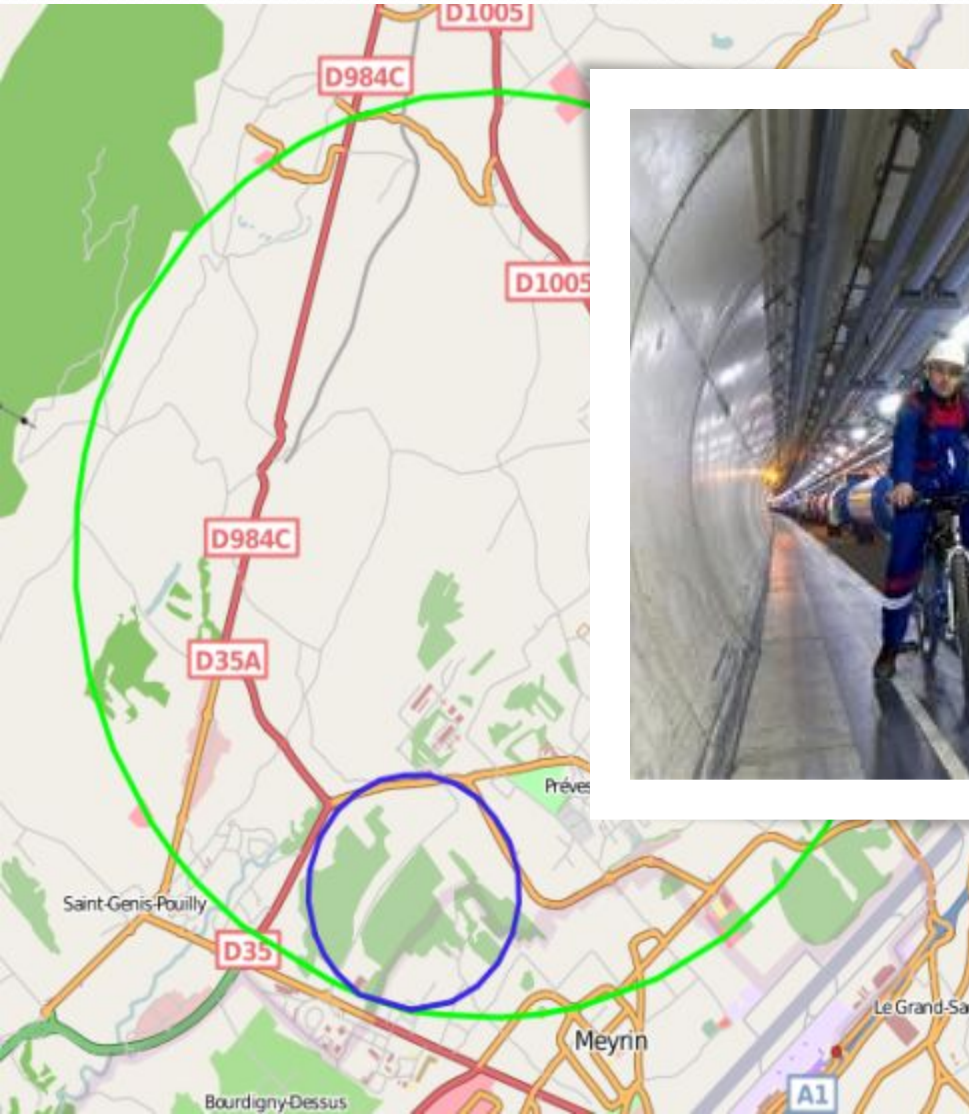 D1005
D984C
D1005
D984C
D35A
Préves
Saint-Genis-Pouilly
D35
Le Grand-Sa
Meyrin
A1
Bourdigny-Dessus